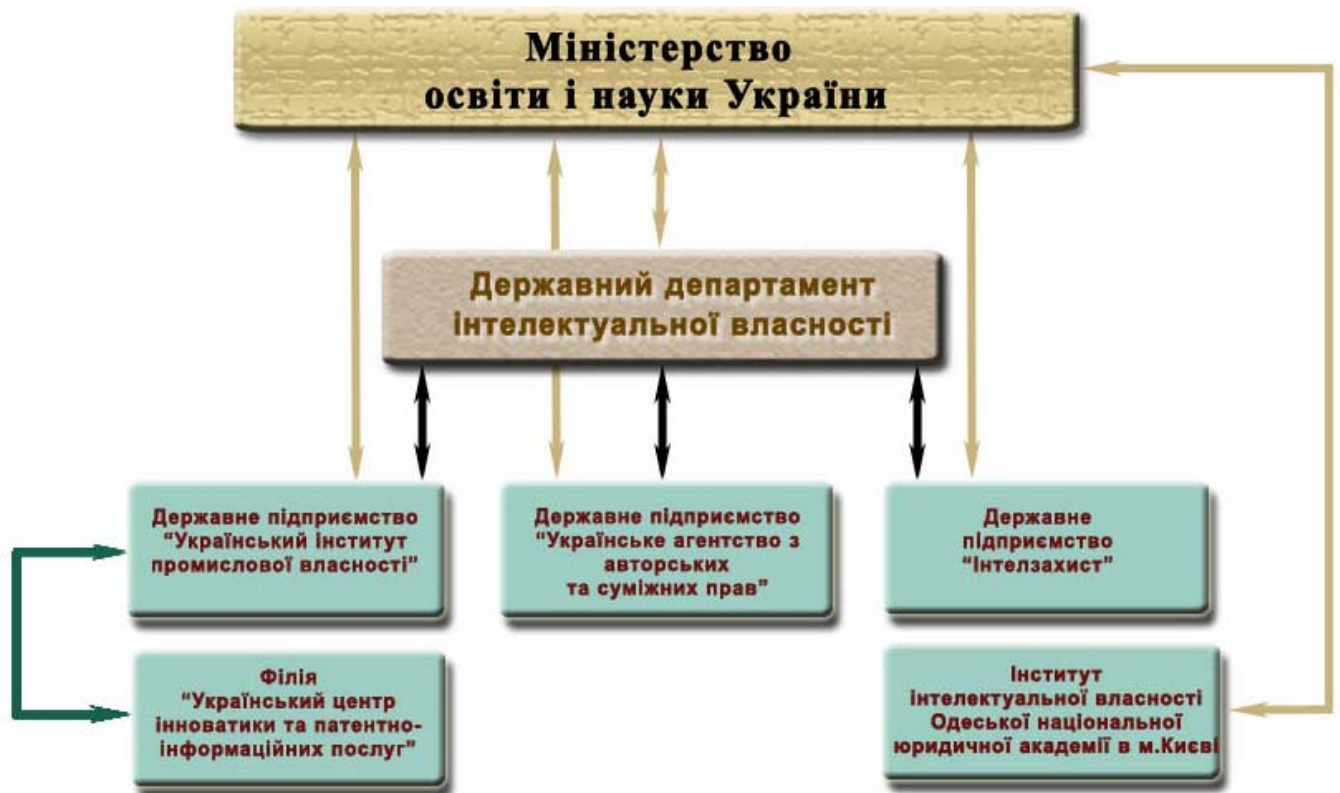 Міністерство
освіти і науки України
Державний департамент
інтелектуальної власності
Державне підприємство
“Український інститут
промислової власності”
Державне підприємство
“Українське агентство з
авторських
та суміжних прав”
Державне
підприємство
“Інтелзахист”
Філія
“Український центр
інноватики та патентно-
інформаційних послуг”
Інститут
інтелектуальної власності
Одеської національної
юридичної академії в м.Києві